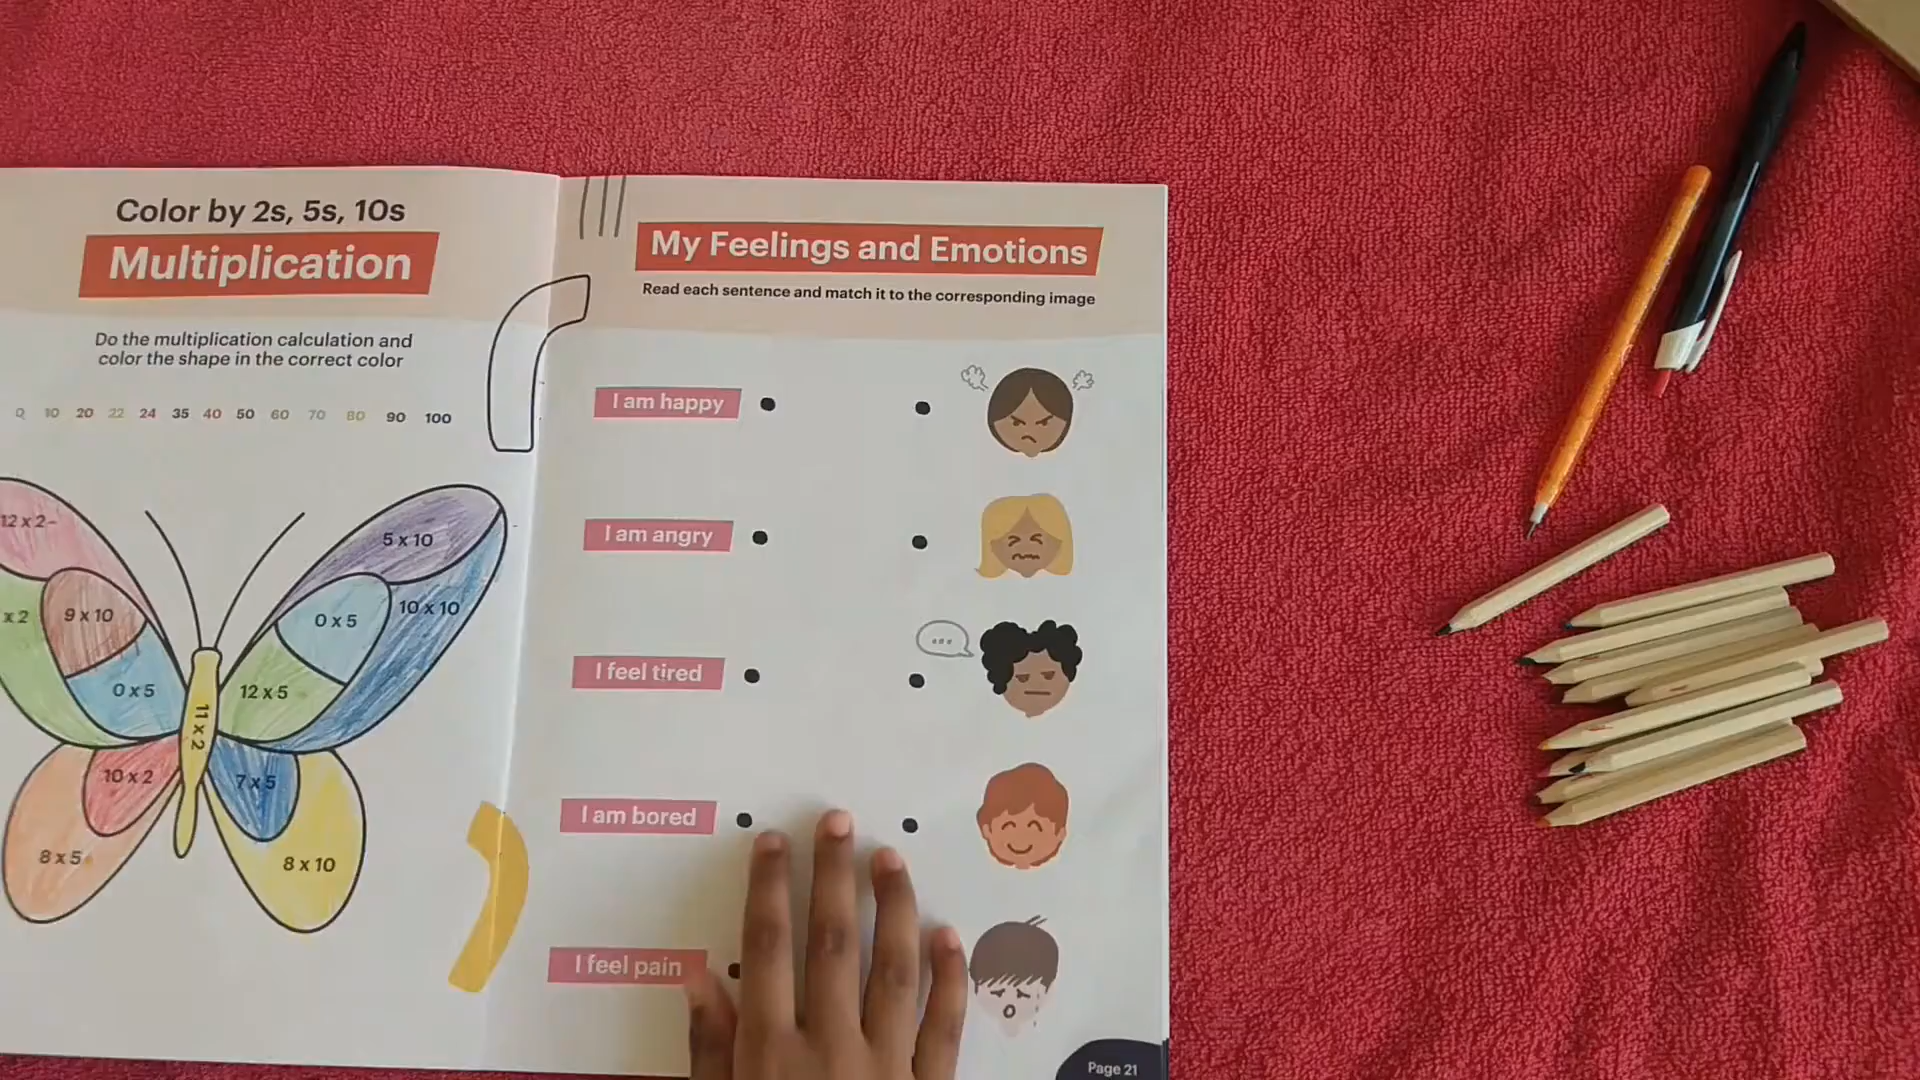 Color by 2s, 5s, 10s
Multiplication
Do the multiplication calculation and
color the shape in the correct color
0 10 20 22 24 35 40 50 60 70 80 90 100
12 x 2
x 2
9 x 10
0 x 5
10 x 2
8 x 5
11 x 2
5 x 10
10 x 10
0 x 5
12 x 5
7 x 5
8 x 10
My Feelings and Emotions
Read each sentence and match it to the corresponding image
I am happy
I am angry
I feel tired
I am bored
I feel pain
Page 21